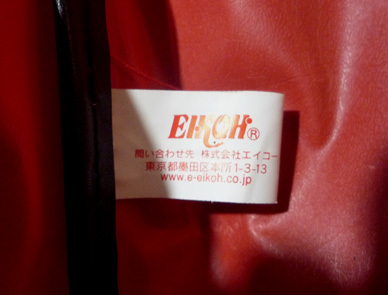 EIKOH®
問い合わせ先 株式会社エイコー
東京都墨田区本所1-3-13
www.e-eikoh.co.jp